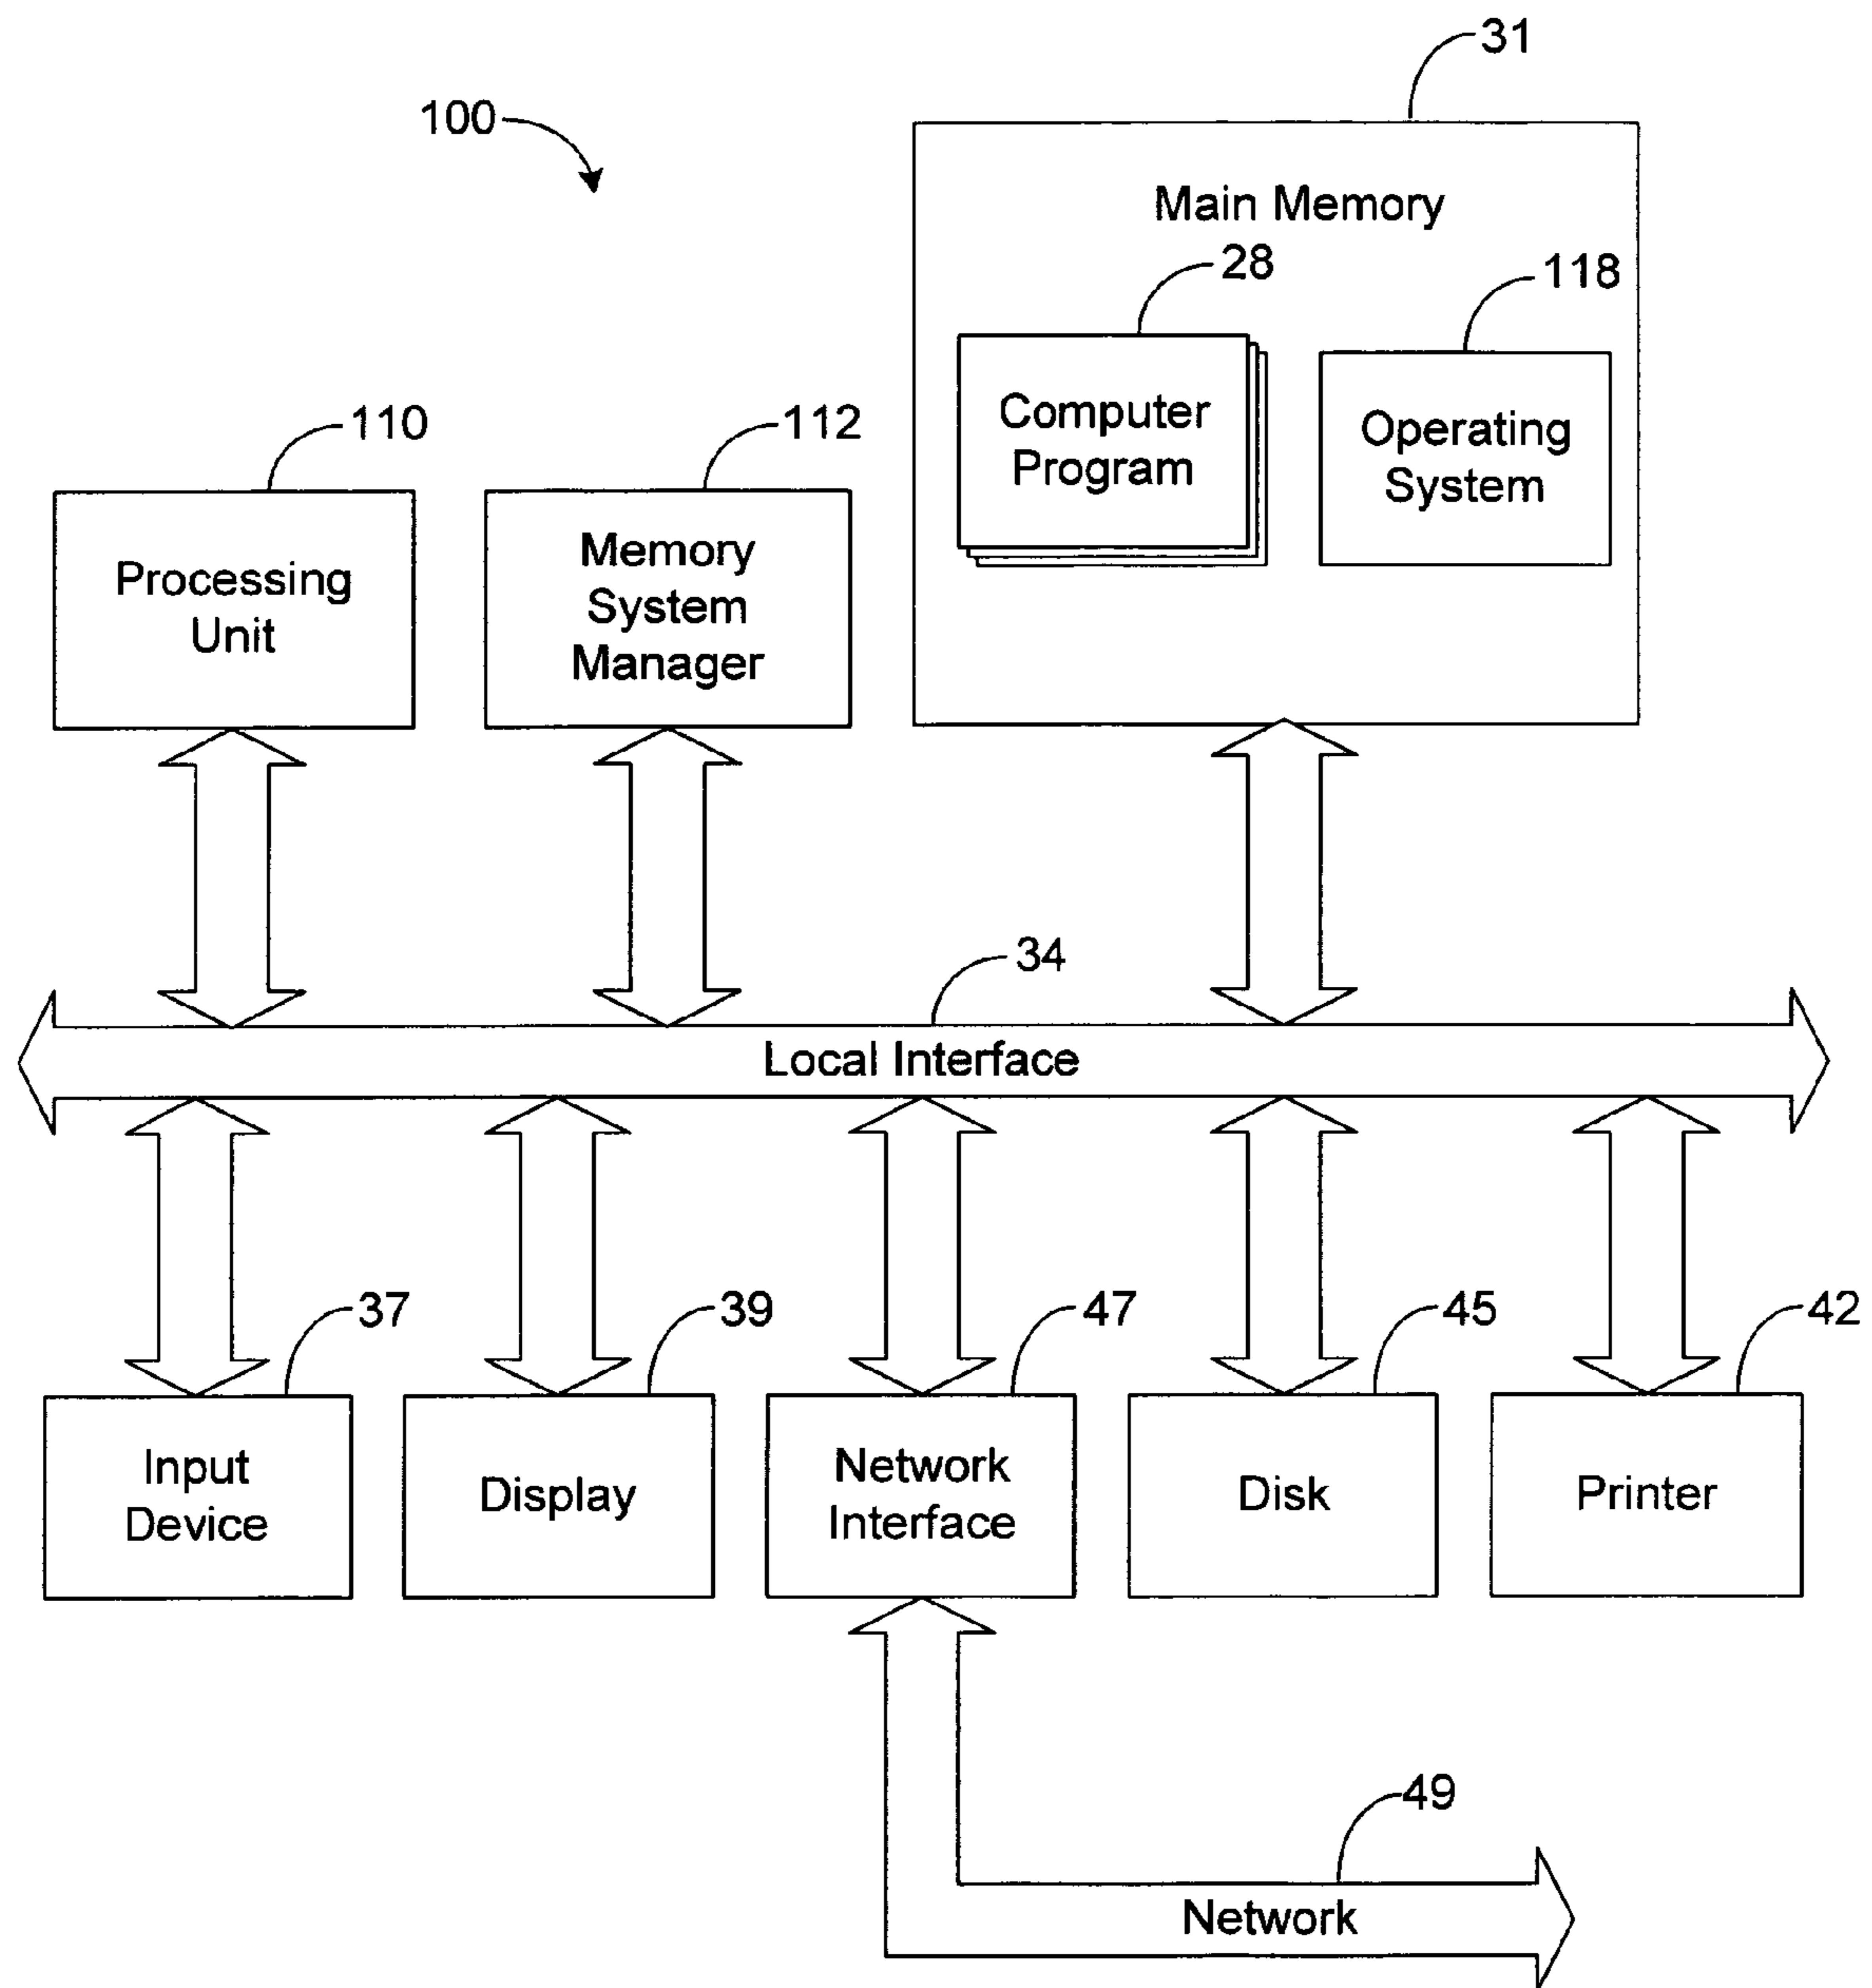 31
100
Main Memory
28
118
Computer
Program
Operating
System
110
112
Processing
Unit
Memory
System
Manager
34
Local Interface
37
39
47
45
42
Input
Device
Display
Network
Interface
Disk
Printer
49
Network